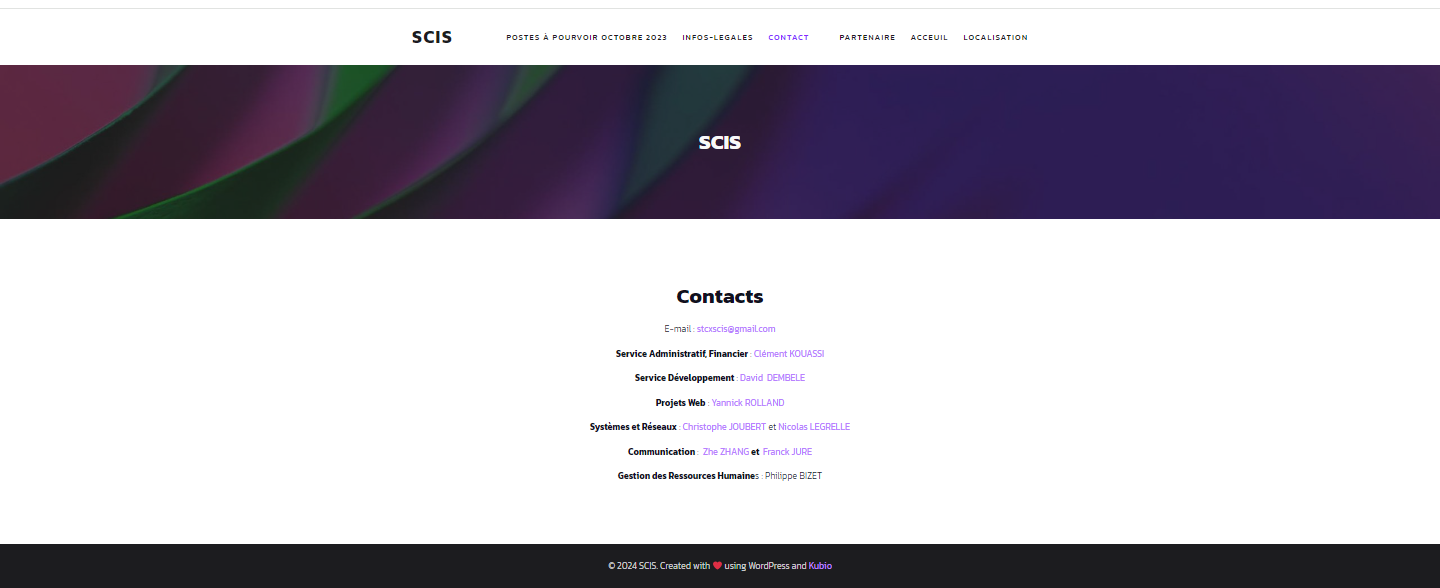 SCIS POSTES À POURVOIR OCTOBRE 2023 INFOS-LEGALES CONTACT PARTENAIRE ACCEUIL LOCALISATION
SCIS
Contacts
E-mail : stcxscis@gmail.com
Service Administratif, Financier : Clément KOUASSI
Service Développement : David DEMBELE
Projets Web : Yannick ROLLAND
Systèmes et Réseaux : Christophe JOUBERT et Nicolas LEGRELLE
Communication : Zhe ZHANG et Franck JURE
Gestion des Ressources Humaines : Philippe BIZET
© 2024 SCIS. Created with ❤ using WordPress and Kubio